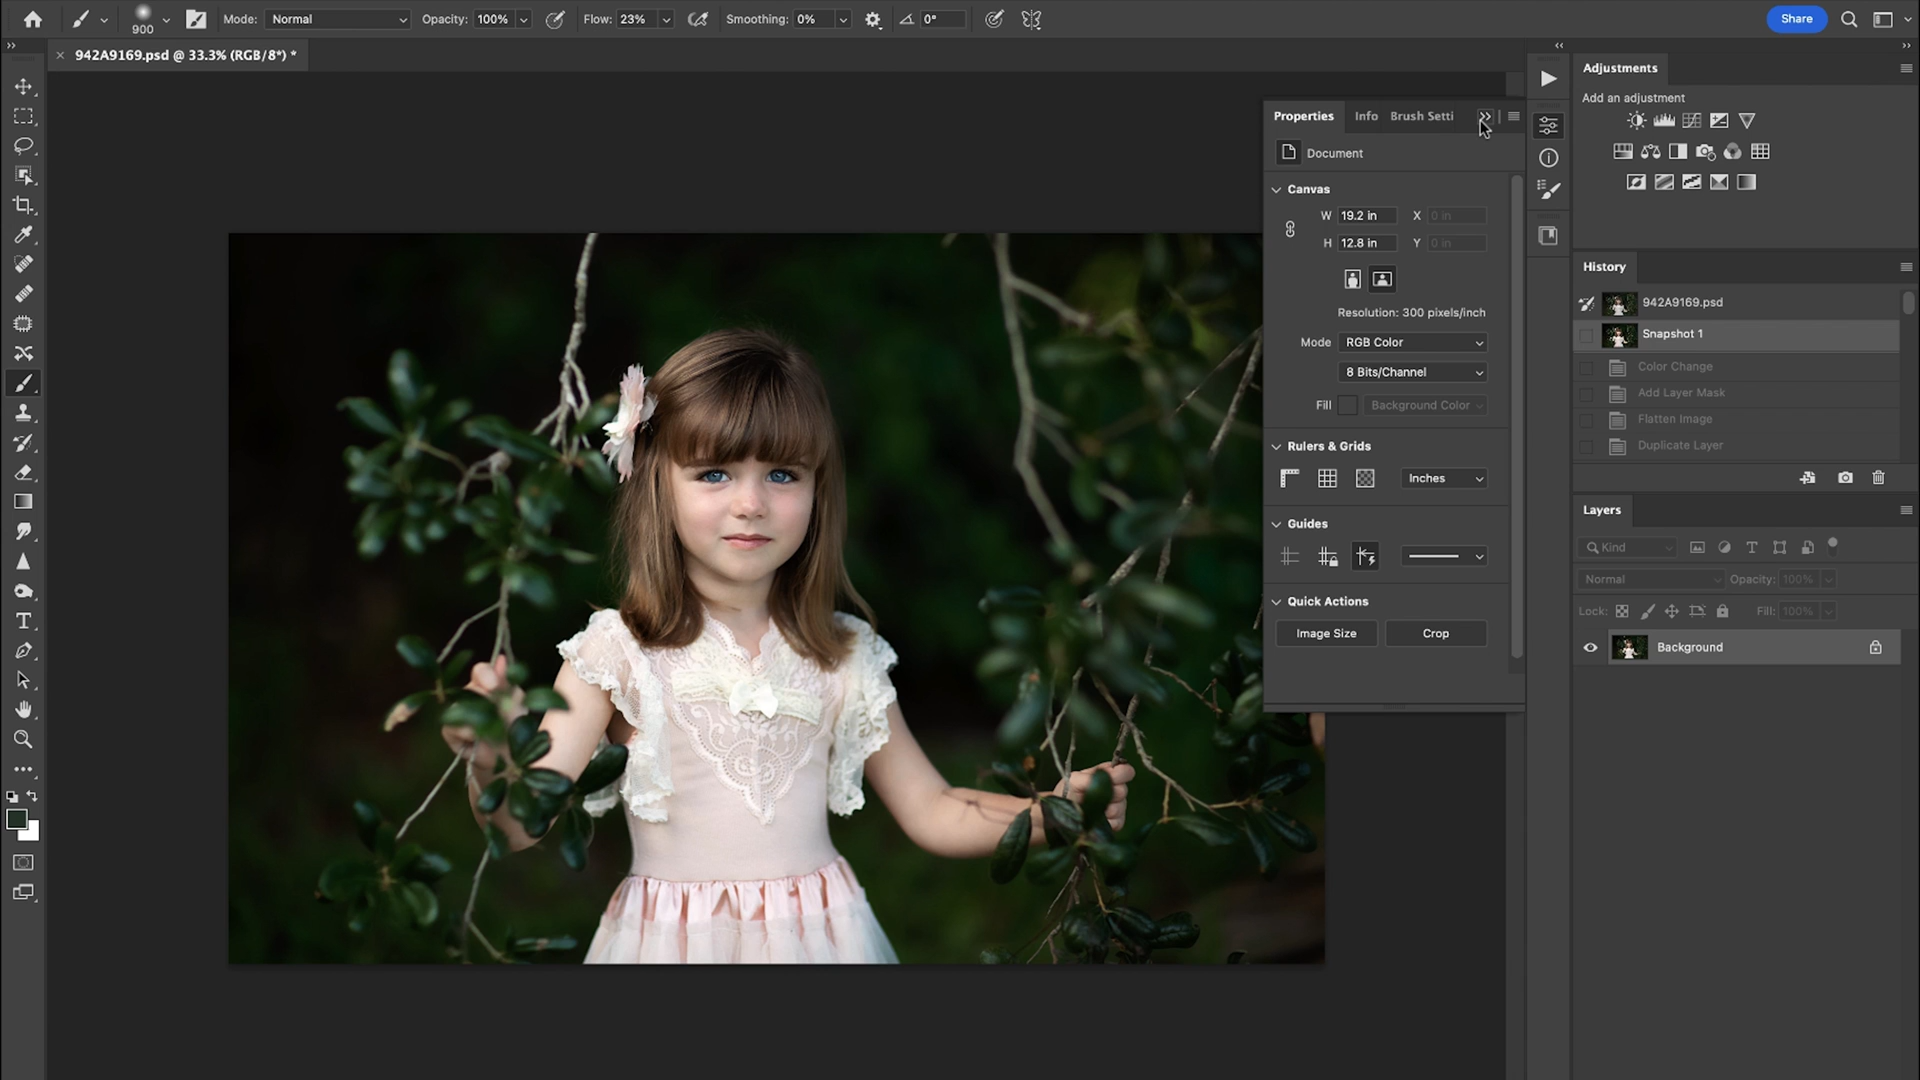 900
Mode: Normal
Opacity: 100%
Flow: 23%
Smoothing: 0%
0°
Share
942A9169.psd @ 33.3% (RGB/8*) *
Properties Info Brush Setti
Document
Canvas
W 19.2 in X 0 in
H 12.8 in Y 0 in
Resolution: 300 pixels/inch
Mode RGB Color
8 Bits/Channel
Fill Background Color
Rulers & Grids
Inches
Guides
Quick Actions
Image Size Crop
Adjustments
Add an adjustment
History
942A9169.psd
Snapshot 1
Color Change
Add Layer Mask
Flatten Image
Duplicate Layer
Layers
Kind
Normal Opacity: 100%
Lock: Fill: 100%
Background